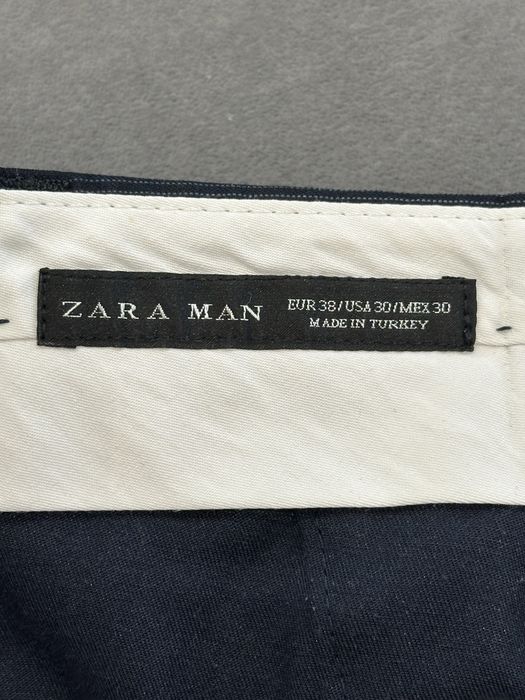 ZARA MAN
EUR 38/USA 30/MEX 30
MADE IN TURKEY